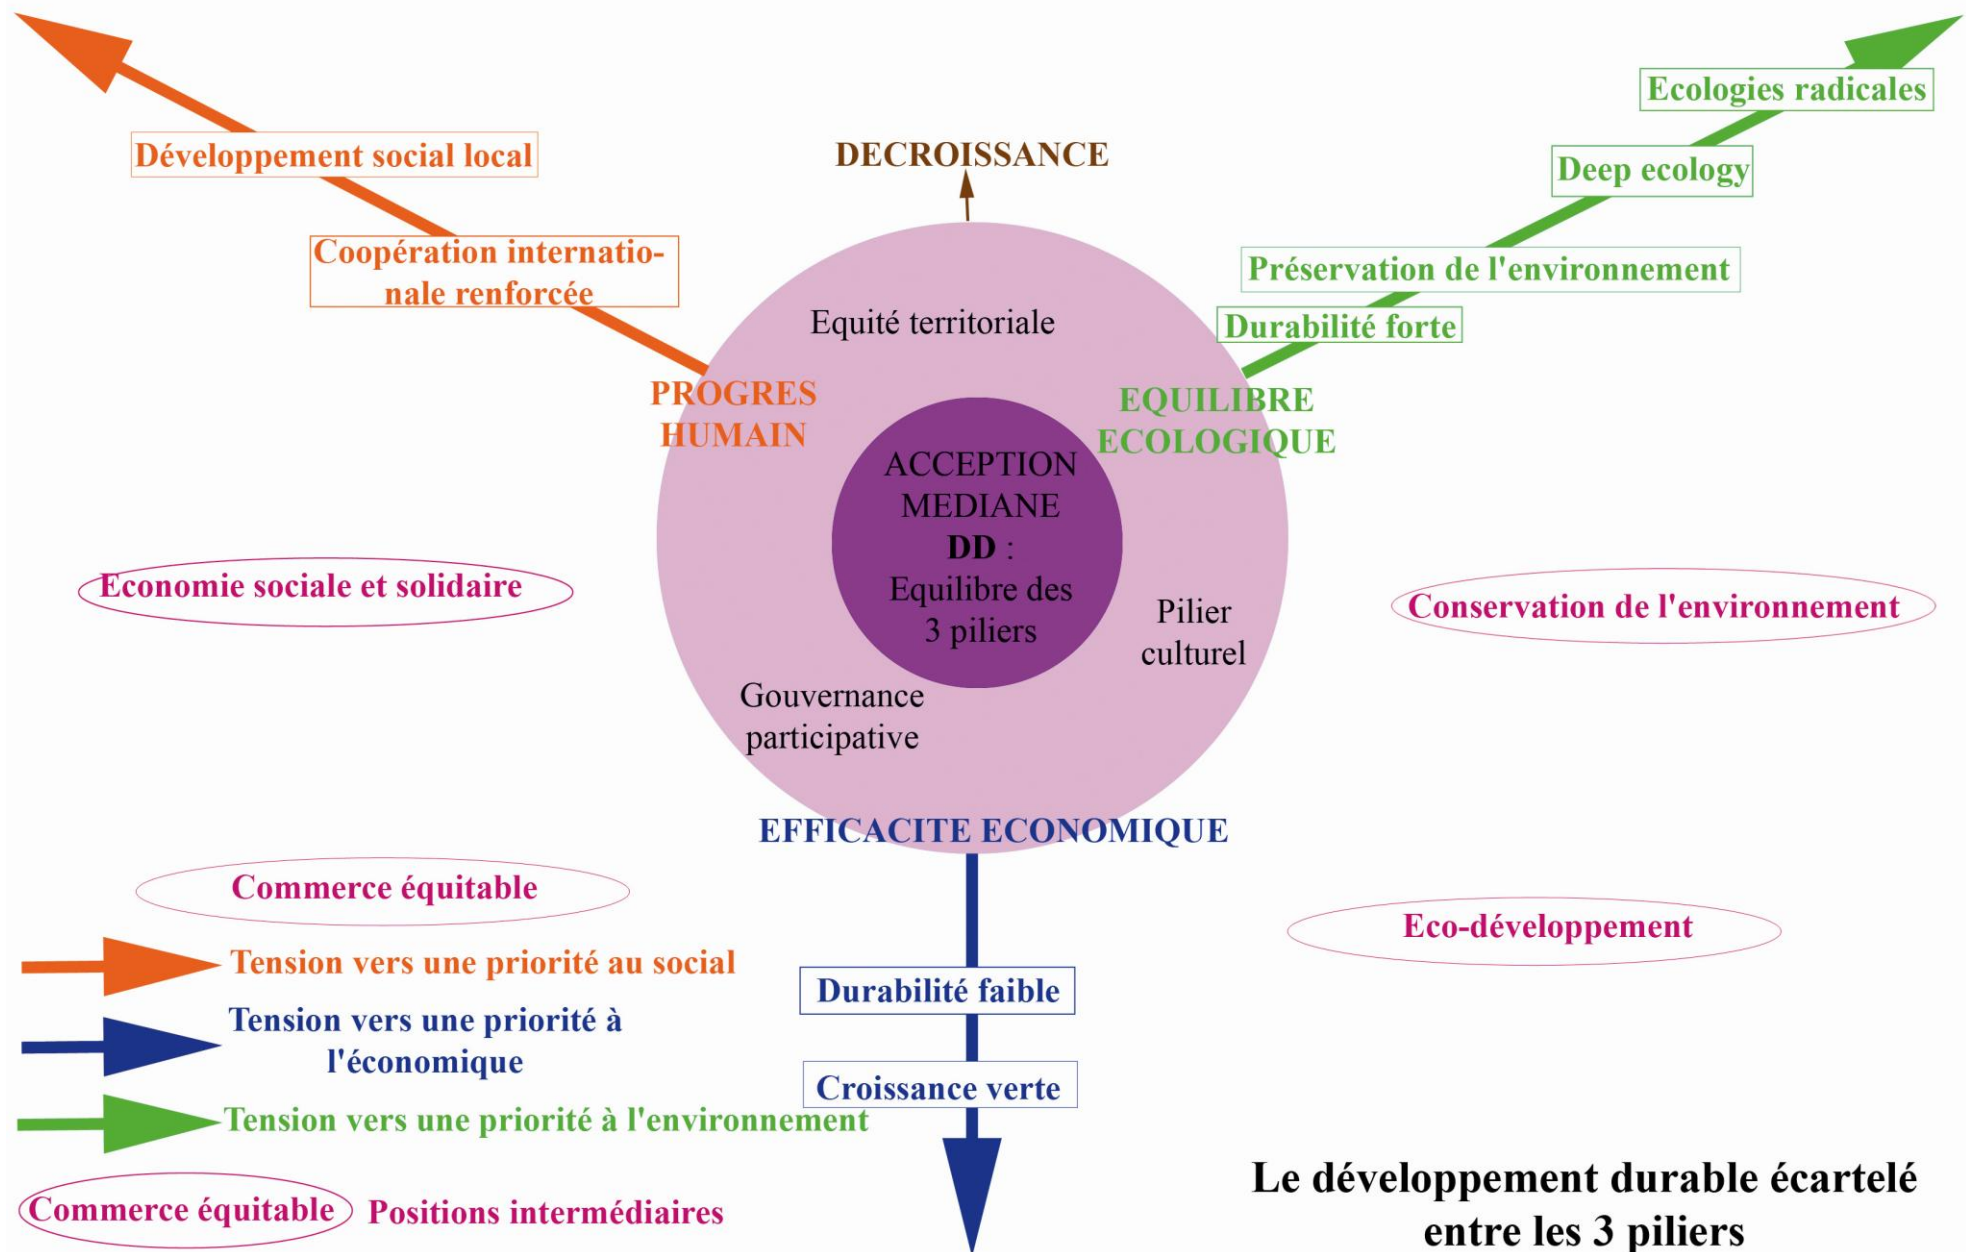 Ecologies radicales
Développement social local
DECROISSANCE
Deep ecology
Coopération internatio-
nale renforcée
Préservation de l'environnement
Equité territoriale
Durabilité forte
PROGRES
HUMAIN
EQUILIBRE
ECOLOGIQUE
ACCEPTION
MEDIANE
DD :
Equilibre des
3 piliers
Economie sociale et solidaire
Conservation de l'environnement
Pilier
culturel
Gouvernance
participative
EFFICACITE ECONOMIQUE
Commerce équitable
Eco-développement
Tension vers une priorité au social
Durabilité faible
Tension vers une priorité à
l'économique
Croissance verte
Tension vers une priorité à l'environnement
Commerce équitable Positions intermédiaires
Le développement durable écartelé
entre les 3 piliers